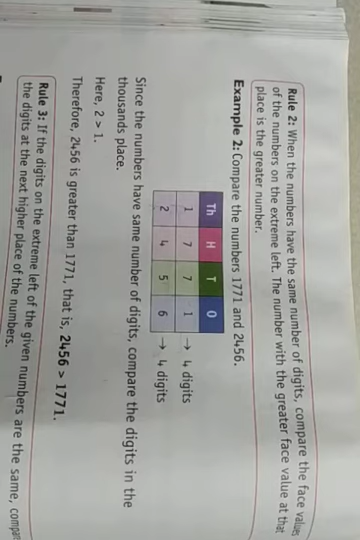 Rule 2: When the numbers have the same number of digits, compare the face values
of the numbers on the extreme left. The number with the greater face value at that
place is the greater number.
Example 2: Compare the numbers 1771 and 2456.
Th H T O
1 7 7 1 → 4 digits
2 4 5 6 → 4 digits
Since the numbers have same number of digits, compare the digits in the
thousands place.
Here, 2 > 1.
Therefore, 2456 is greater than 1771, that is, 2456 > 1771.
Rule 3: If the digits on the extreme left of the given numbers are the same, compare
the digits at the next higher place of the numbers.